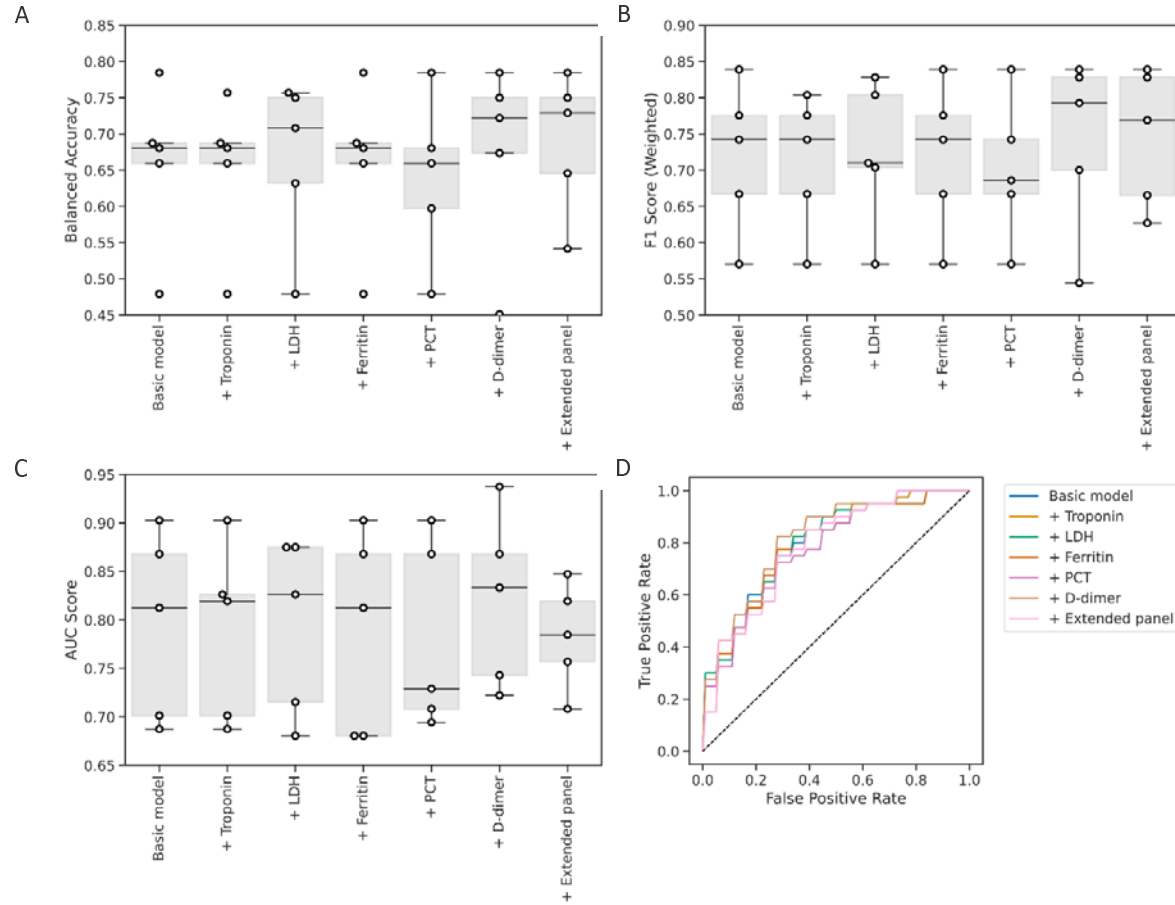 A
Balanced Accuracy
0.85
0.80
0.75
0.70
0.65
0.60
0.55
0.50
0.45
Basic model
+ Troponin
+ LDH
+ Ferritin
+ PCT
+ D-dimer
+ Extended panel
B
F1 Score (Weighted)
0.90
0.85
0.80
0.75
0.70
0.65
0.60
0.55
0.50
Basic model
+ Troponin
+ LDH
+ Ferritin
+ PCT
+ D-dimer
+ Extended panel
C
AUC Score
0.95
0.90
0.85
0.80
0.75
0.70
0.65
Basic model
+ Troponin
+ LDH
+ Ferritin
+ PCT
+ D-dimer
+ Extended panel
D
True Positive Rate
1.0
0.8
0.6
0.4
0.2
0.0
0.0 0.2 0.4 0.6 0.8 1.0
False Positive Rate
Basic model
+ Troponin
+ LDH
+ Ferritin
+ PCT
+ D-dimer
+ Extended panel